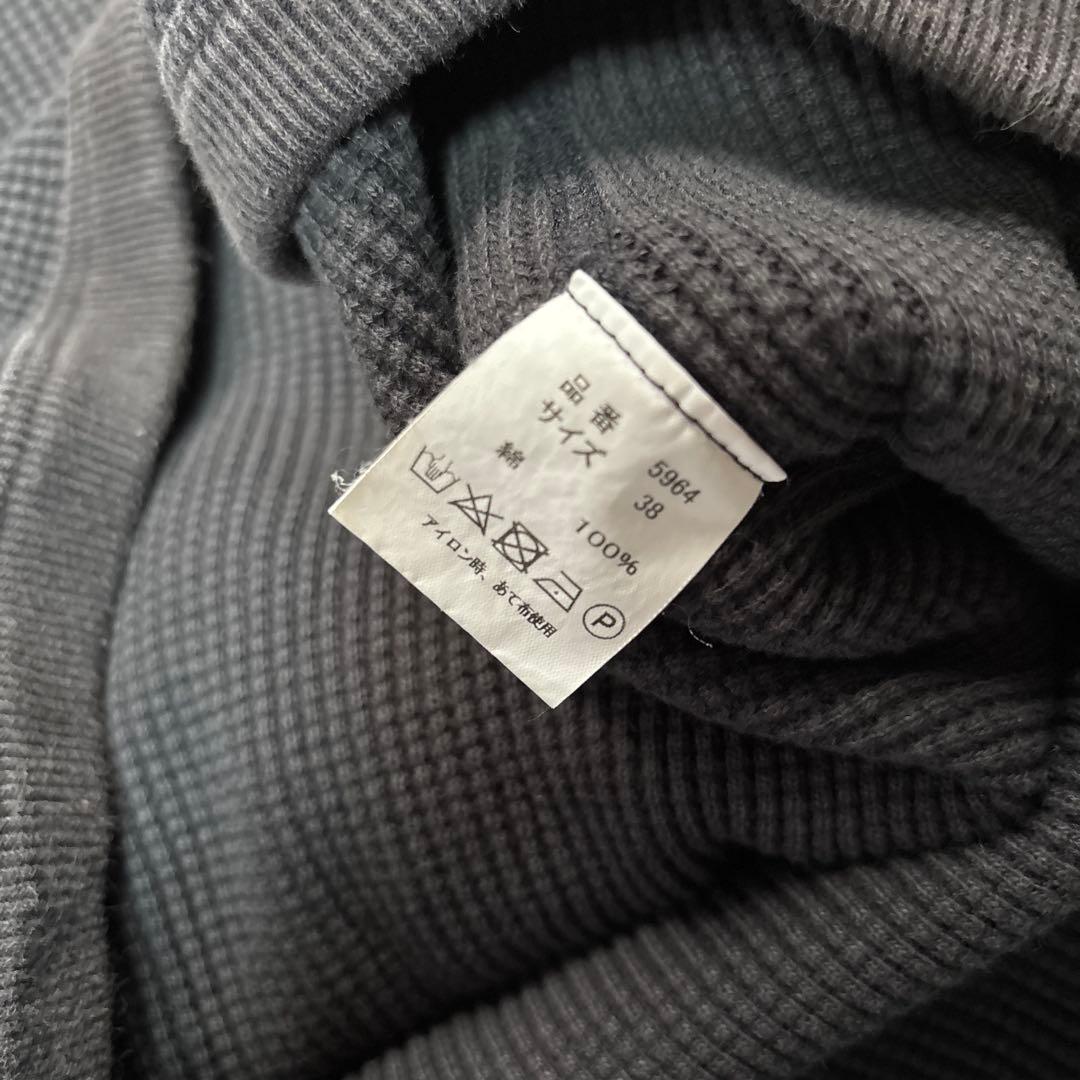 品番 5964
サイズ 38
綿 100%
P
アイロン時、あて布使用